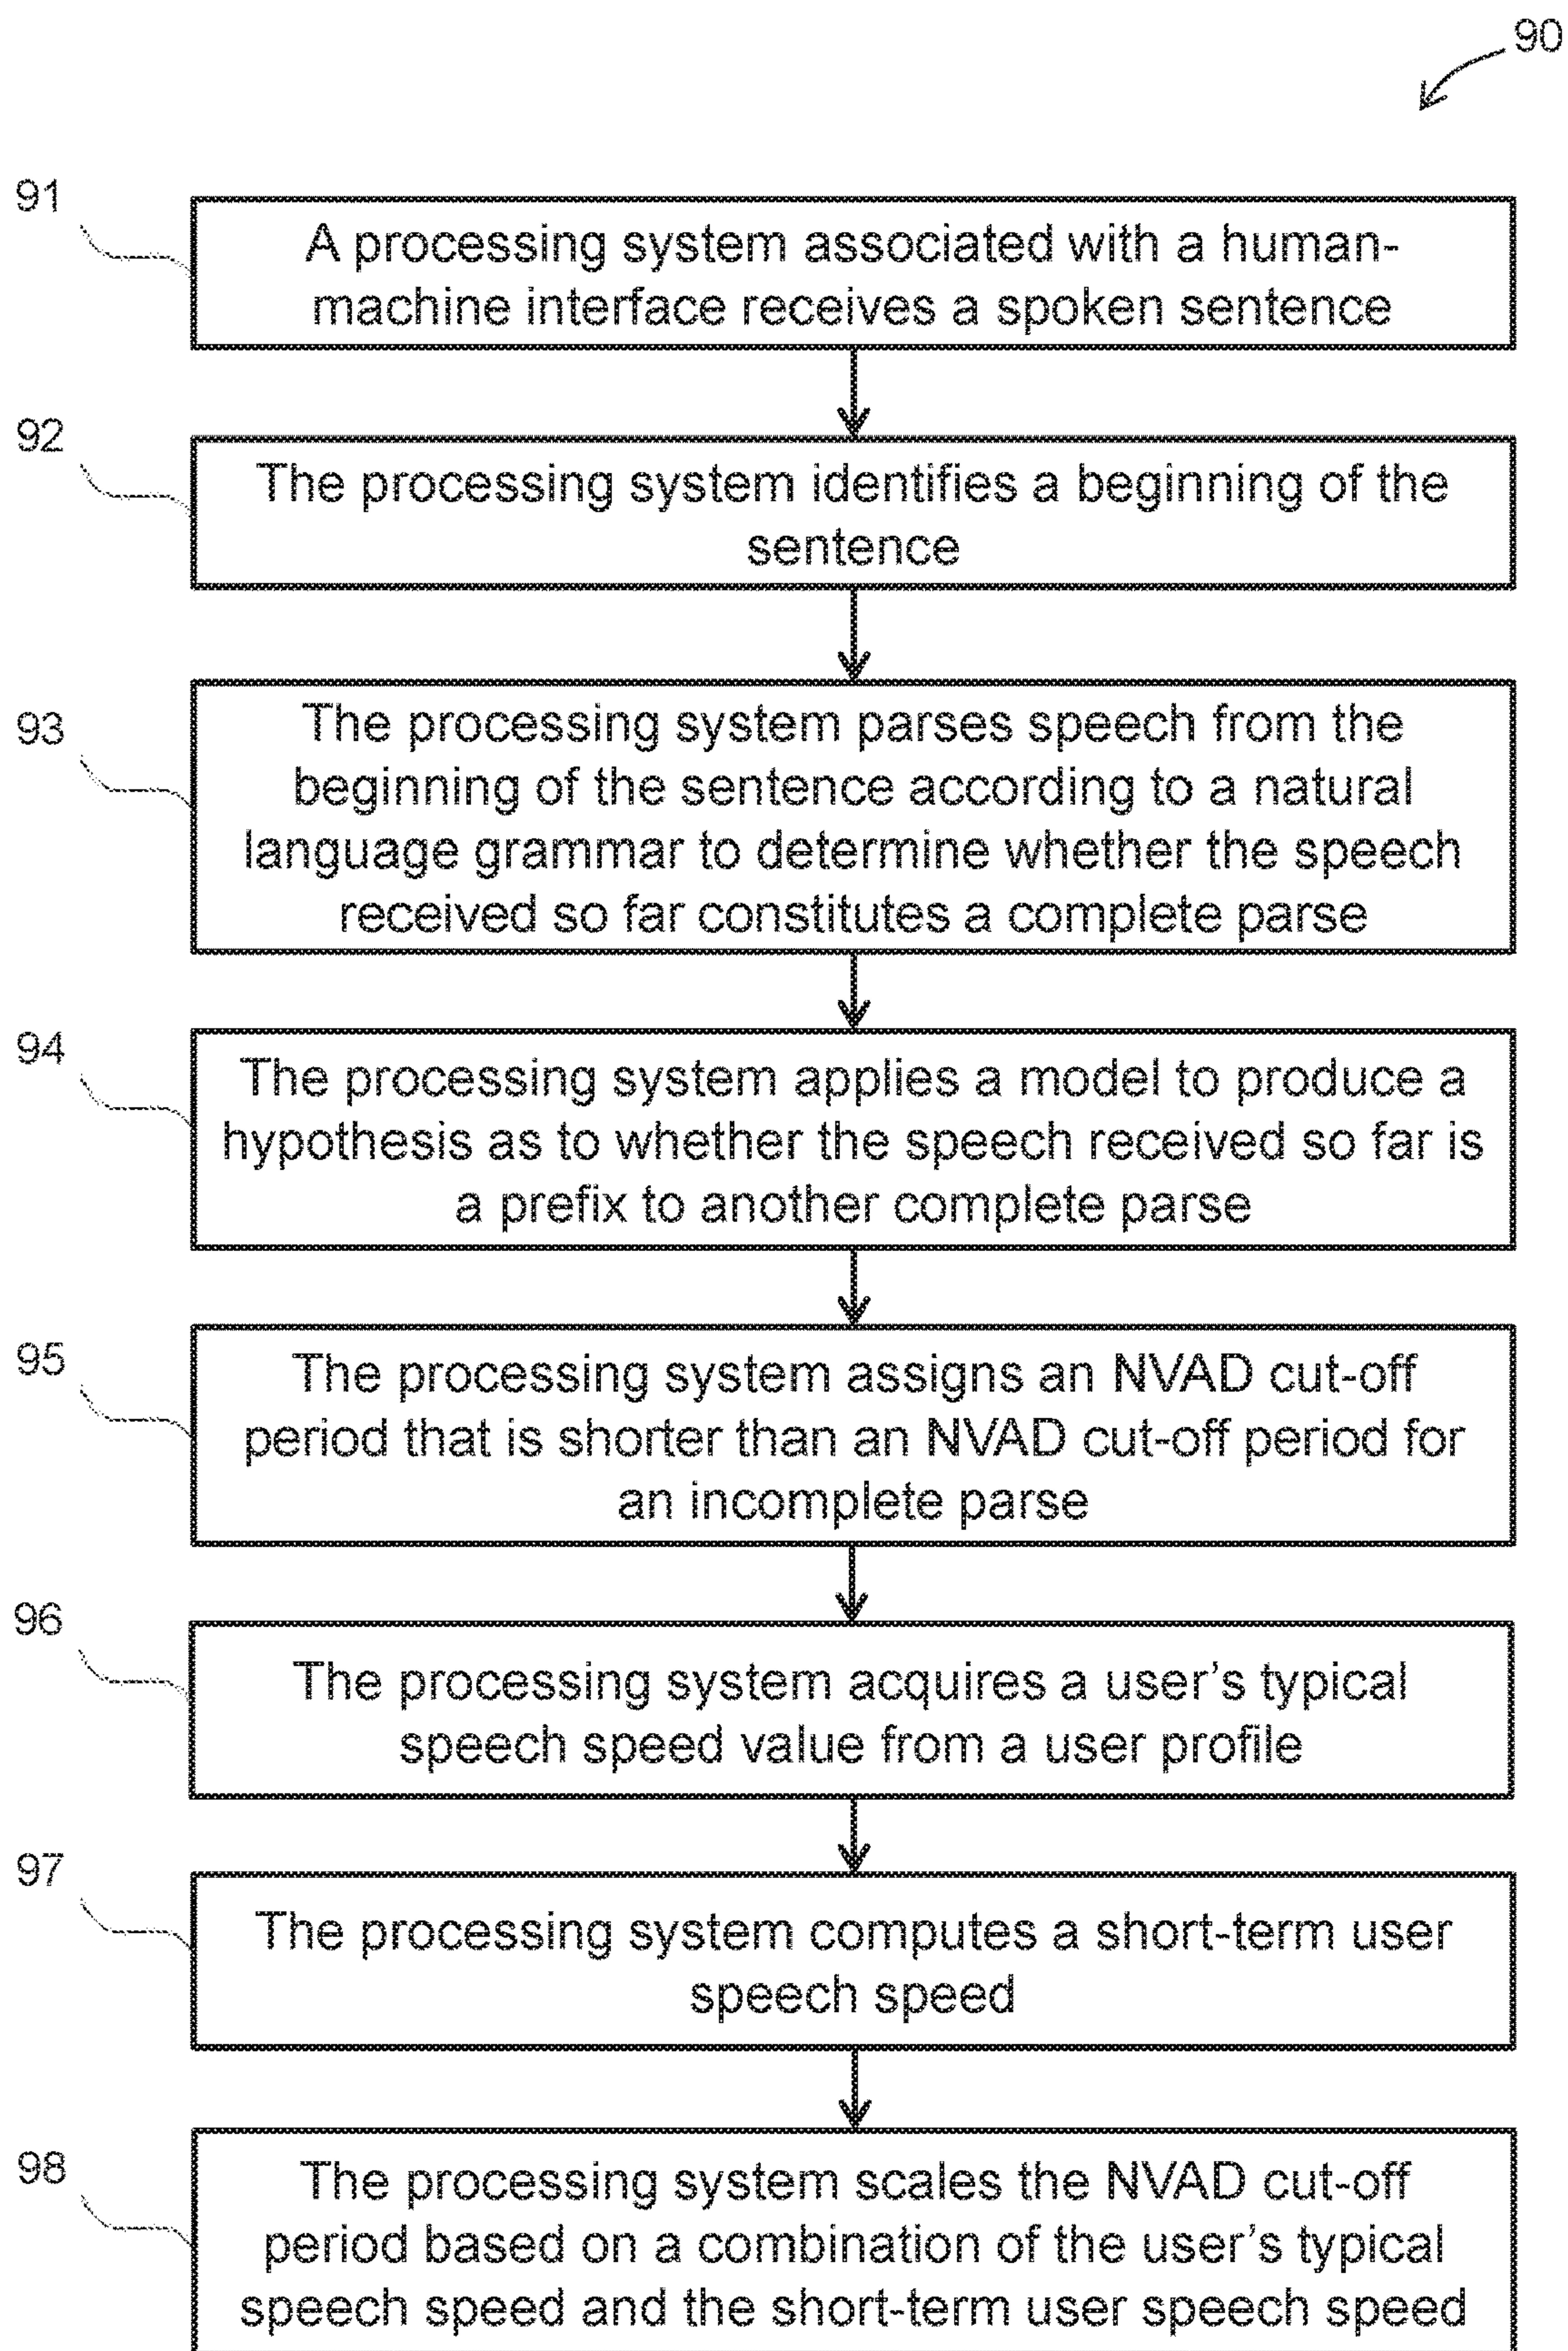 90
91
A processing system associated with a human-
machine interface receives a spoken sentence
92
The processing system identifies a beginning of the
sentence
93
The processing system parses speech from the
beginning of the sentence according to a natural
language grammar to determine whether the speech
received so far constitutes a complete parse
94
The processing system applies a model to produce a
hypothesis as to whether the speech received so far is
a prefix to another complete parse
95
The processing system assigns an NVAD cut-off
period that is shorter than an NVAD cut-off period for
an incomplete parse
96
The processing system acquires a user’s typical
speech speed value from a user profile
97
The processing system computes a short-term user
speech speed
98
The processing system scales the NVAD cut-off
period based on a combination of the user’s typical
speech speed and the short-term user speech speed